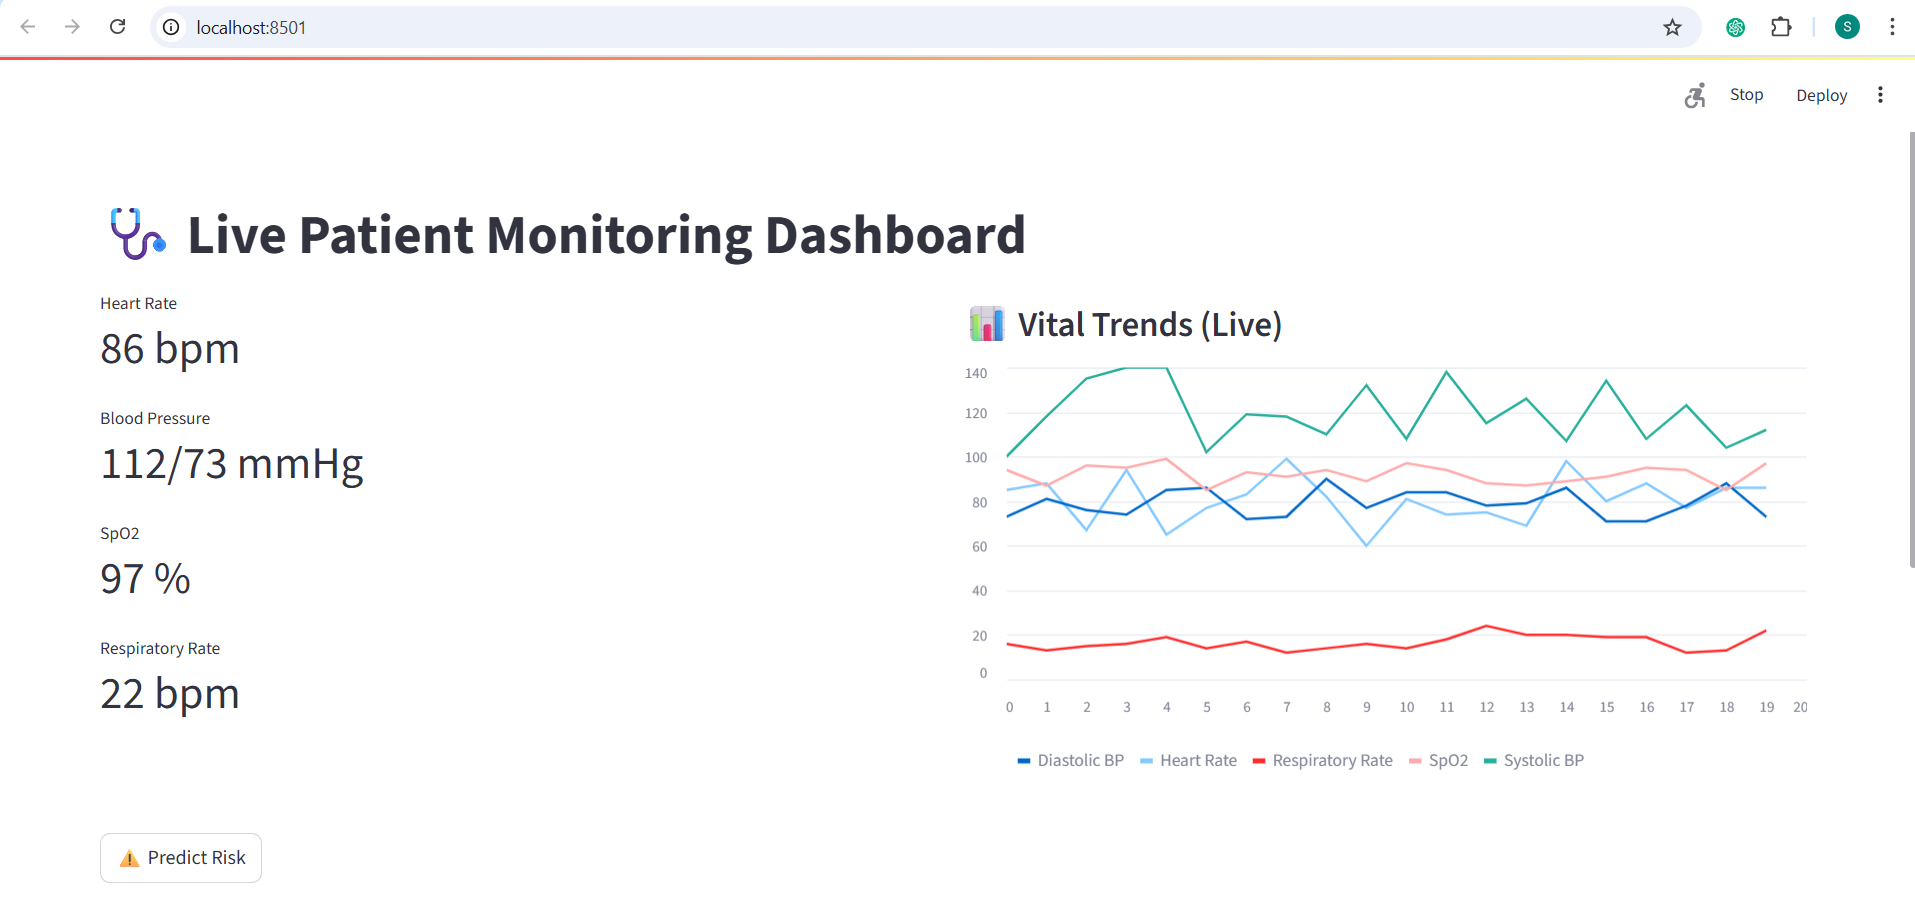 localhost:8501
S
Stop
Deploy
Live Patient Monitoring Dashboard
Heart Rate
86 bpm
Blood Pressure
112/73 mmHg
SpO2
97 %
Respiratory Rate
22 bpm
Predict Risk
Vital Trends (Live)
140
120
100
80
60
40
20
0
0 1 2 3 4 5 6 7 8 9 10 11 12 13 14 15 16 17 18 19 20
Diastolic BP Heart Rate Respiratory Rate SpO2 Systolic BP